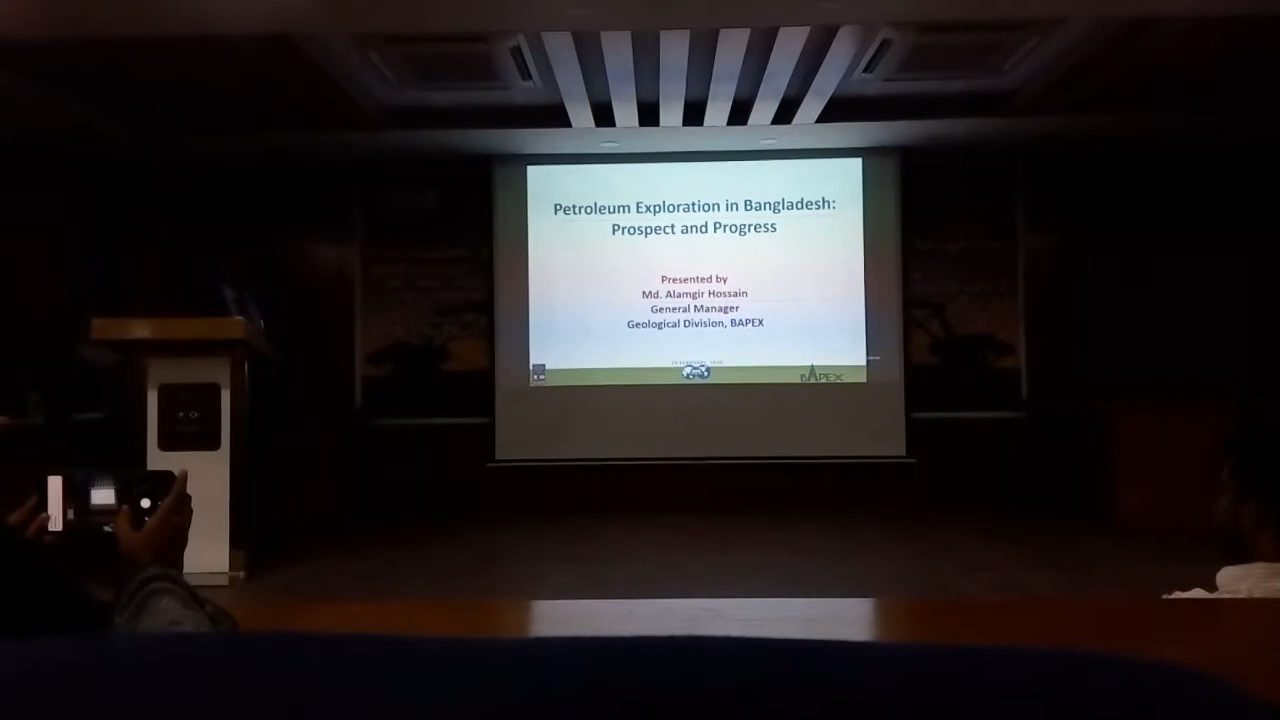 Petroleum Exploration in Bangladesh:
Prospect and Progress
Presented by
Md. Alamgir Hossain
General Manager
Geological Division, BAPEX
BAPEX